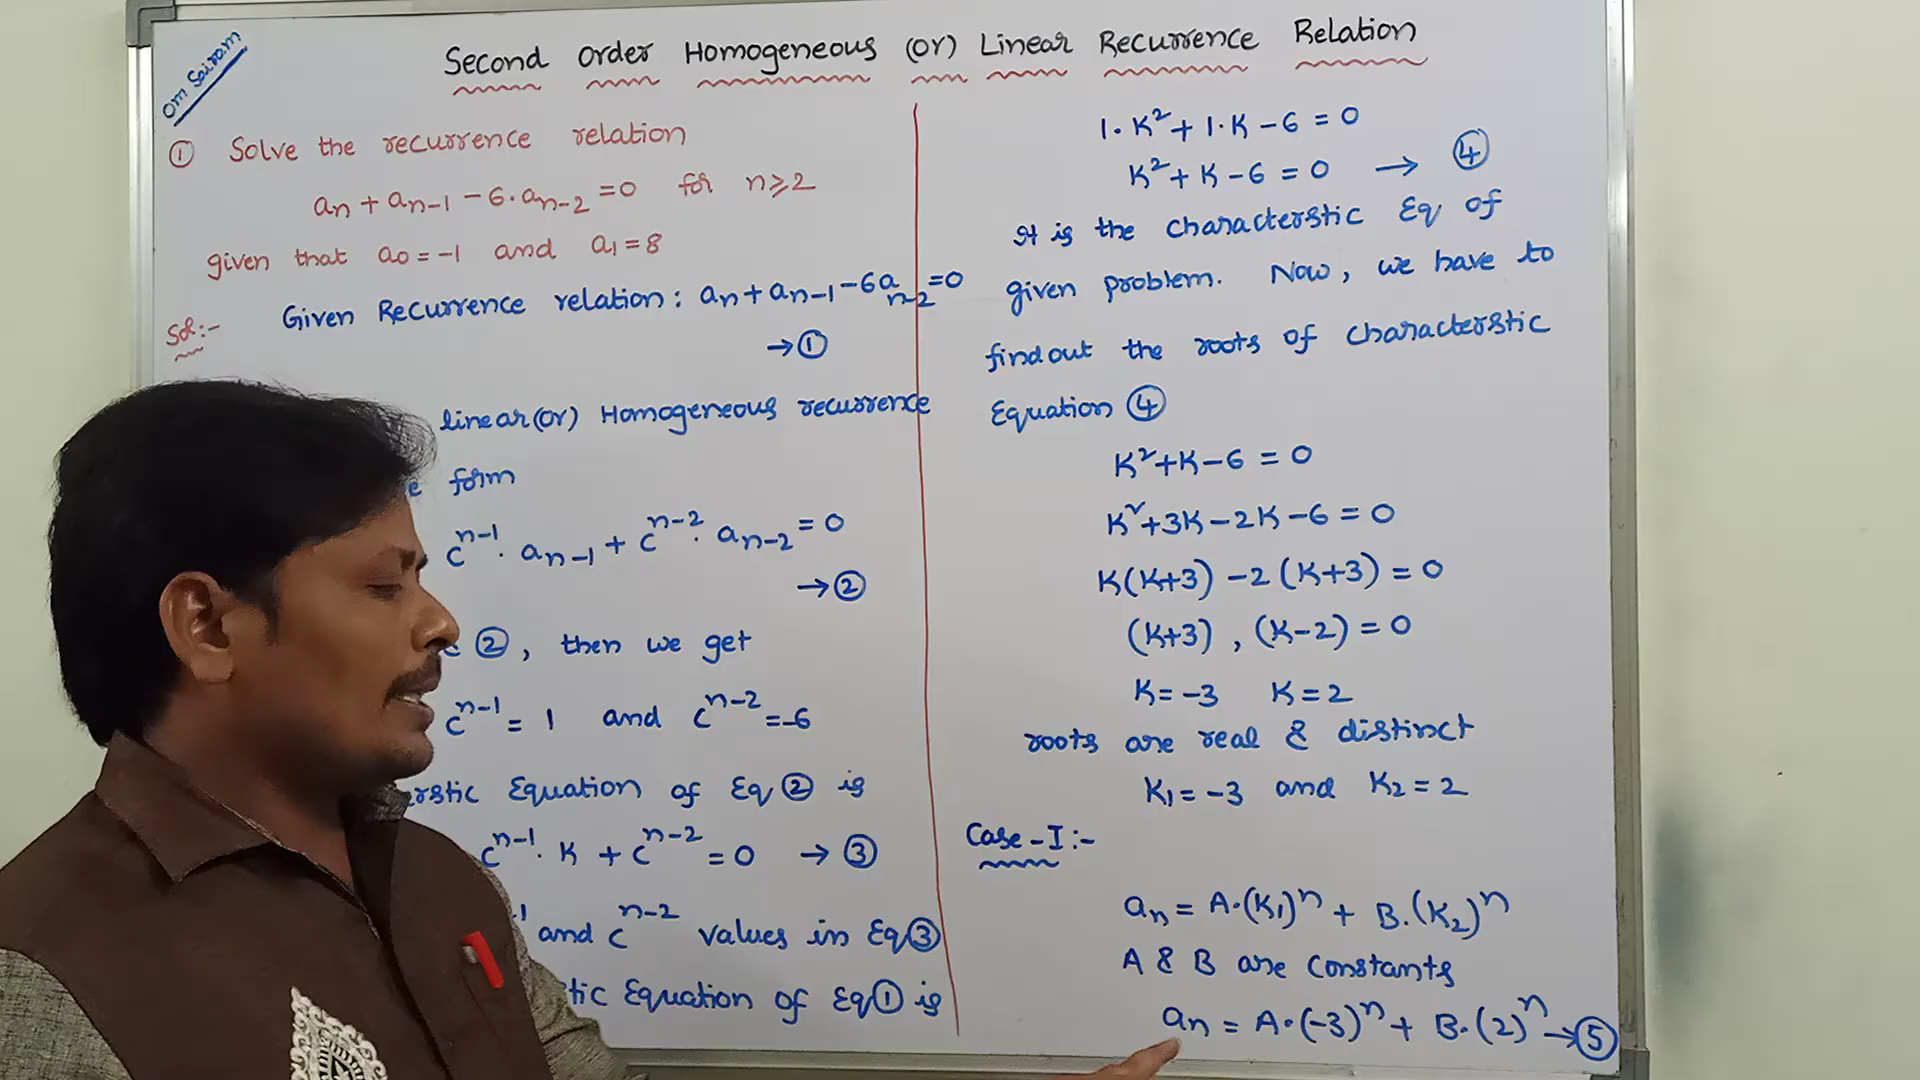 Om Sairam
Second Order Homogeneous (or) Linear Recurrence Relation
① Solve the recurrence relation
aₙ + aₙ₋₁ - 6·aₙ₋₂ = 0 for n ≥ 2
given that a₀ = -1 and a₁ = 8
Sol:- Given Recurrence relation: aₙ + aₙ₋₁ - 6aₙ₋₂ = 0
→ ①
linear (or) Homogeneous recurrence
form
cⁿ⁻¹· aₙ₋₁ + cⁿ⁻²· aₙ₋₂ = 0
→ ②
②, then we get
cⁿ⁻¹ = 1 and cⁿ⁻² = -6
Equation of Eq ② is
cⁿ⁻¹· K + cⁿ⁻² = 0 → ③
and cⁿ⁻² values in Eq ③
Equation of Eq ① is
1·K² + 1·K - 6 = 0
K² + K - 6 = 0 → ④
It is the characterstic Eq of
given problem. Now, we have to
findout the roots of characterstic
Equation ④
K² + K - 6 = 0
K² + 3K - 2K - 6 = 0
K(K+3) - 2(K+3) = 0
(K+3) , (K-2) = 0
K = -3 K = 2
roots are real & distinct
K₁ = -3 and K₂ = 2
Case-I:-
aₙ = A·(K₁)ⁿ + B·(K₂)ⁿ
A & B are constants
aₙ = A·(-3)ⁿ + B·(2)ⁿ → ⑤